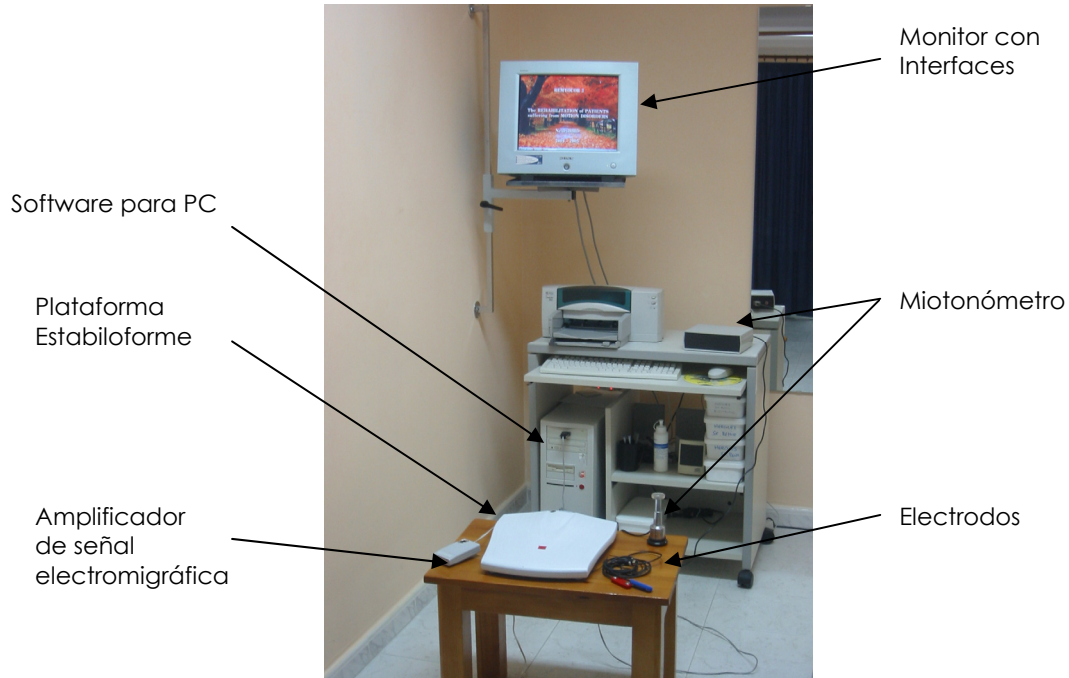 Monitor con
Interfaces
Software para PC
Plataforma
Estabiloforme
Miotonómetro
Amplificador
de señal
electromigráfica
Electrodos
The REHABILITATION of PATIENTS
suffering from MOTION DISORDERS